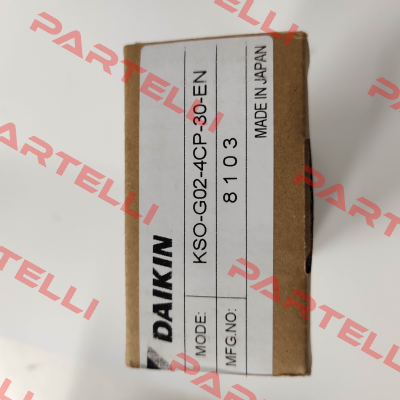 DAIKIN
MODE: KSO-G02-4CP-30-EN
MFG.NO: 8103
MADE IN JAPAN
PARTELLI
PARTELLI
PARTELLI
PARTELLI
PARTELLI